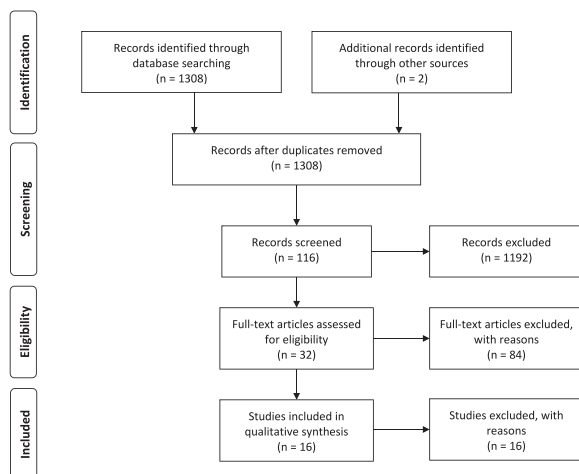 Identification
Records identified through
database searching
(n = 1308)
Additional records identified
through other sources
(n = 2)
Records after duplicates removed
(n = 1308)
Screening
Records screened
(n = 116)
Records excluded
(n = 1192)
Eligibility
Full-text articles assessed
for eligibility
(n = 32)
Full-text articles excluded,
with reasons
(n = 84)
Included
Studies included in
qualitative synthesis
(n = 16)
Studies excluded, with
reasons
(n = 16)